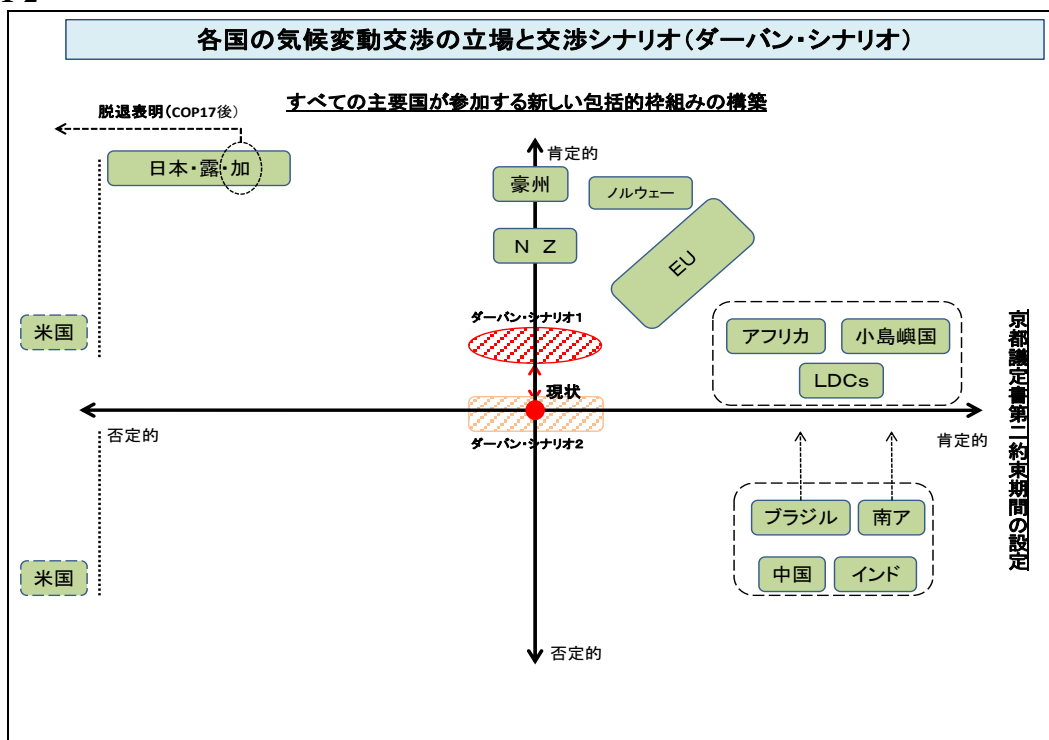 各国の気候変動交渉の立場と交渉シナリオ(ダーバン・シナリオ)
すべての主要国が参加する新しい包括的枠組みの構築
脱退表明(COP17後)
日本・露・加
肯定的
豪州
ノルウェー
NZ
EU
米国
ダーバン・シナリオ1
アフリカ
小島嶼国
LDCs
現状
否定的
ダーバン・シナリオ2
肯定的
京都議定書第二約束期間の設定
ブラジル
南ア
米国
中国
インド
否定的